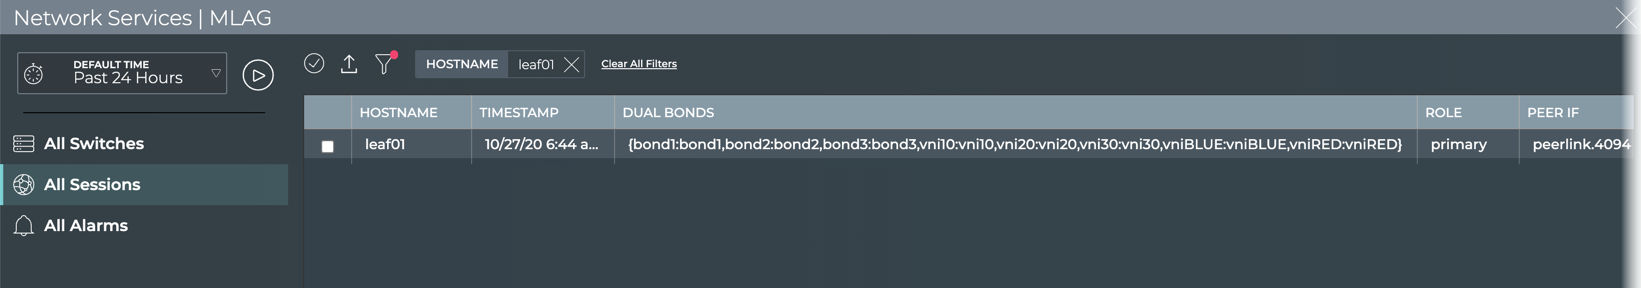 Network Services | MLAG
DEFAULT TIME
Past 24 Hours
HOSTNAME leaf01 Clear All Filters
All Switches
All Sessions
All Alarms
HOSTNAME TIMESTAMP DUAL BONDS ROLE PEER IF
leaf01 10/27/20 6:44 a... {bond1:bond1,bond2:bond2,bond3:bond3,vni10:vni10,vni20:vni20,vni30:vni30,vniBLUE:vniBLUE,vniRED:vniRED} primary peerlink.4094